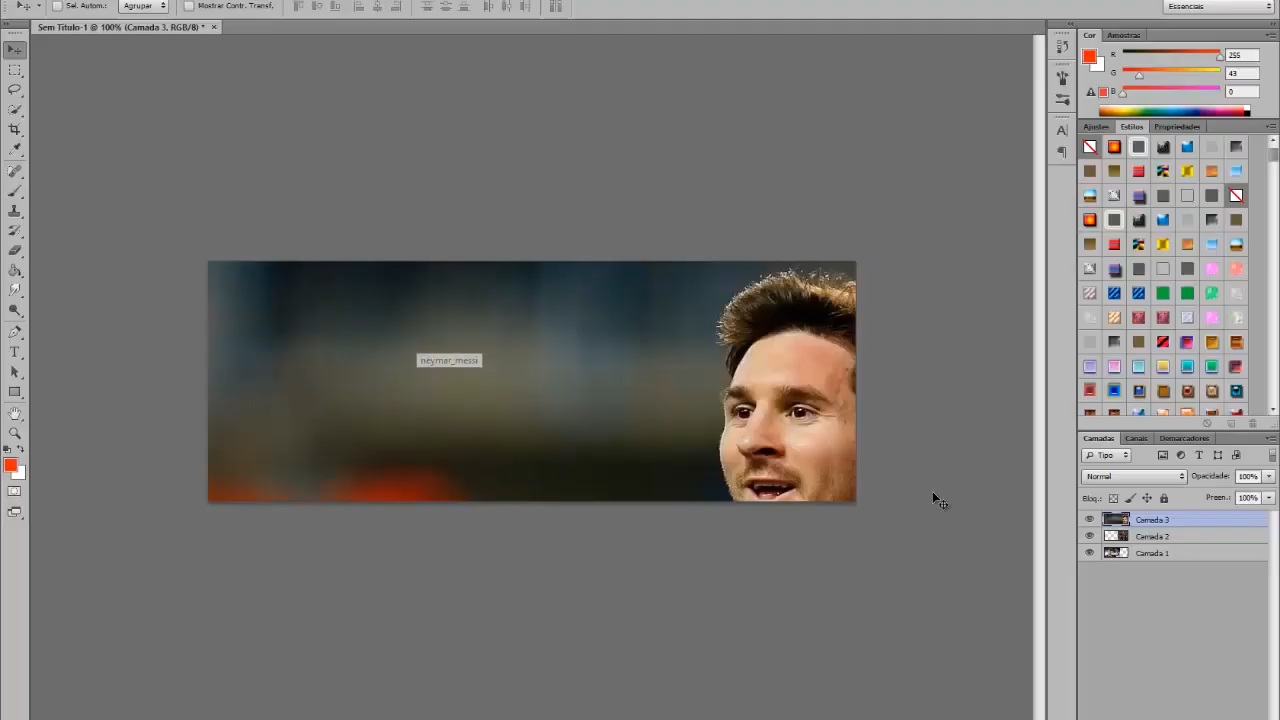 Sel. Autom.: Agrupar Mostrar Contr. Transf. Essenciais
Sem Título-1 @ 100% (Camada 3, RGB/8) * ×
Cor Amostras
R 255
G 43
B 0
Ajustes Estilos Propriedades
neymar_messi
Camadas Canais Demarcadores
Tipo
Normal Opacidade: 100%
Bloq.: Preen.: 100%
Camada 3
Camada 2
Camada 1